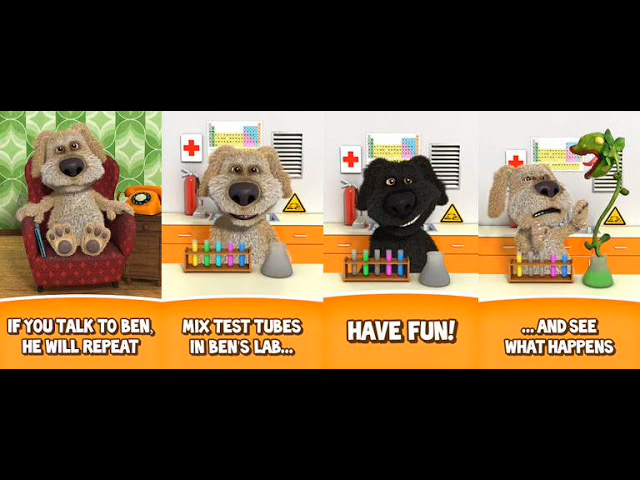 IF YOU TALK TO BEN,
HE WILL REPEAT
MIX TEST TUBES
IN BEN'S LAB...
HAVE FUN!
...AND SEE
WHAT HAPPENS